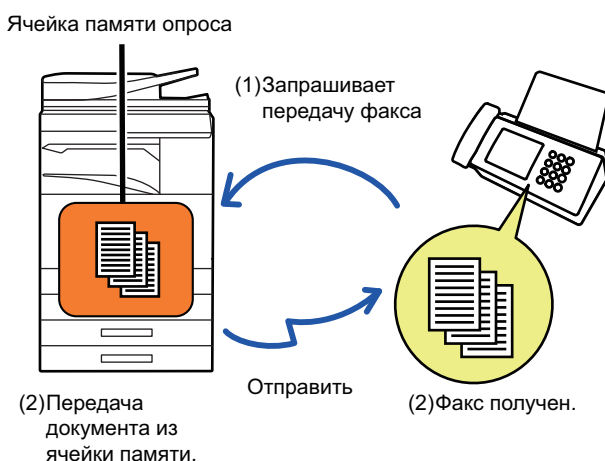 Ячейка памяти опроса
(1)Запрашивает
передачу факса
Отправить
(2)Передача
документа из
ячейки памяти.
(2)Факс получен.